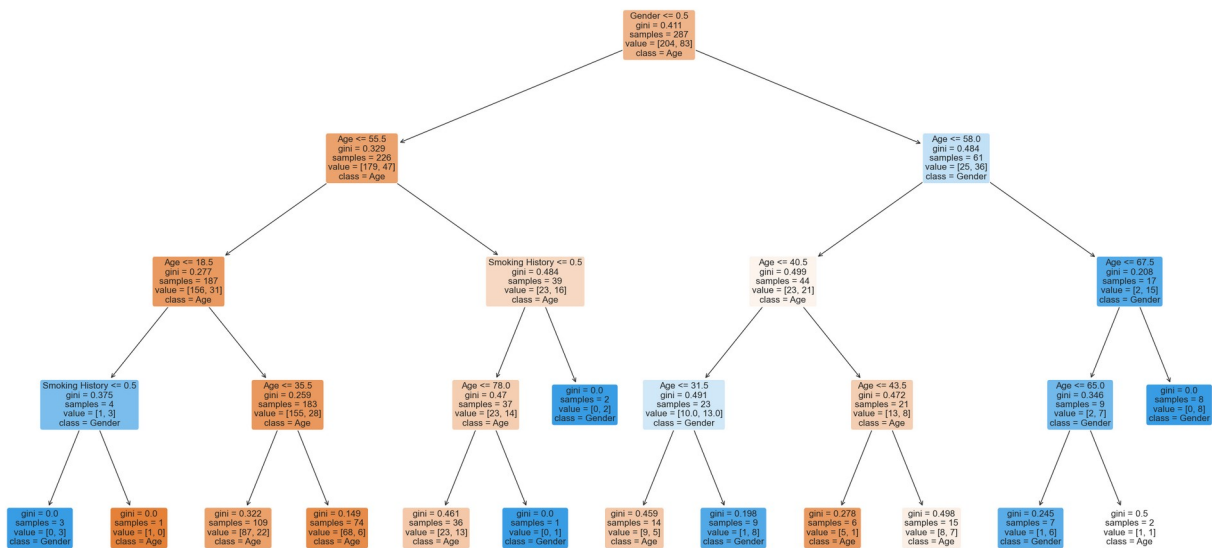 Gender <= 0.5
gini = 0.411
samples = 287
value = [204, 83]
class = Age
Age <= 55.5
gini = 0.329
samples = 226
value = [179, 47]
class = Age
Age <= 58.0
gini = 0.484
samples = 61
value = [25, 36]
class = Gender
Age <= 18.5
gini = 0.277
samples = 187
value = [156, 31]
class = Age
Smoking History <= 0.5
gini = 0.484
samples = 39
value = [23, 16]
class = Age
Age <= 40.5
gini = 0.499
samples = 44
value = [23, 21]
class = Age
Age <= 67.5
gini = 0.208
samples = 17
value = [2, 15]
class = Gender
Smoking History <= 0.5
gini = 0.375
samples = 4
value = [1, 3]
class = Gender
Age <= 35.5
gini = 0.259
samples = 183
value = [155, 28]
class = Age
Age <= 78.0
gini = 0.47
samples = 37
value = [23, 14]
class = Age
gini = 0.0
samples = 2
value = [0, 2]
class = Gender
Age <= 31.5
gini = 0.491
samples = 23
value = [10.0, 13.0]
class = Gender
Age <= 43.5
gini = 0.472
samples = 21
value = [13, 8]
class = Age
Age <= 65.0
gini = 0.346
samples = 9
value = [2, 7]
class = Gender
gini = 0.0
samples = 8
value = [0, 8]
class = Gender
gini = 0.0
samples = 3
value = [0, 3]
class = Gender
gini = 0.0
samples = 1
value = [1, 0]
class = Age
gini = 0.322
samples = 109
value = [87, 22]
class = Age
gini = 0.149
samples = 74
value = [68, 6]
class = Age
gini = 0.461
samples = 36
value = [23, 13]
class = Age
gini = 0.0
samples = 1
value = [0, 1]
class = Gender
gini = 0.459
samples = 14
value = [9, 5]
class = Age
gini = 0.198
samples = 9
value = [1, 8]
class = Gender
gini = 0.278
samples = 6
value = [5, 1]
class = Age
gini = 0.498
samples = 15
value = [8, 7]
class = Age
gini = 0.245
samples = 7
value = [1, 6]
class = Gender
gini = 0.5
samples = 2
value = [1, 1]
class = Age